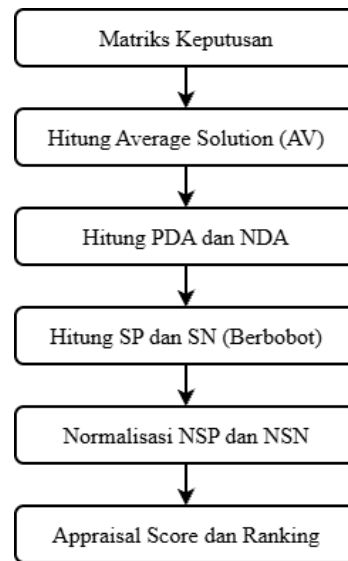 Matriks Keputusan
Hitung Average Solution (AV)
Hitung PDA dan NDA
Hitung SP dan SN (Berbobot)
Normalisasi NSP dan NSN
Appraisal Score dan Ranking